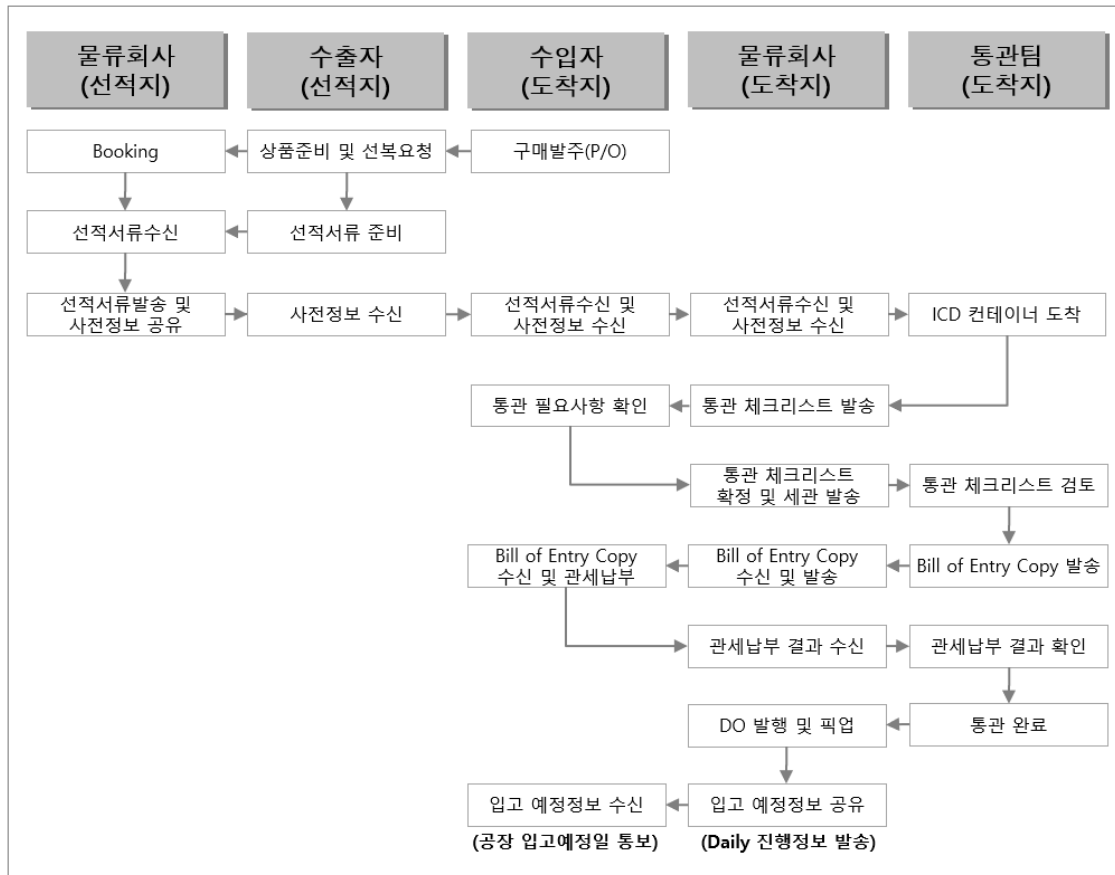 물류회사
(선적지)
수출자
(선적지)
수입자
(도착지)
물류회사
(도착지)
통관팀
(도착지)
Booking
상품준비 및 선복요청
구매발주(P/O)
선적서류수신
선적서류 준비
선적서류발송 및
사전정보 공유
사전정보 수신
선적서류수신 및
사전정보 수신
선적서류수신 및
사전정보 수신
ICD 컨테이너 도착
통관 필요사항 확인
통관 체크리스트 발송
통관 체크리스트
확정 및 세관 발송
통관 체크리스트 검토
Bill of Entry Copy
수신 및 관세납부
Bill of Entry Copy
수신 및 발송
Bill of Entry Copy 발송
관세납부 결과 수신
관세납부 결과 확인
DO 발행 및 픽업
통관 완료
입고 예정정보 수신
입고 예정정보 공유
(공장 입고예정일 통보)
(Daily 진행정보 발송)